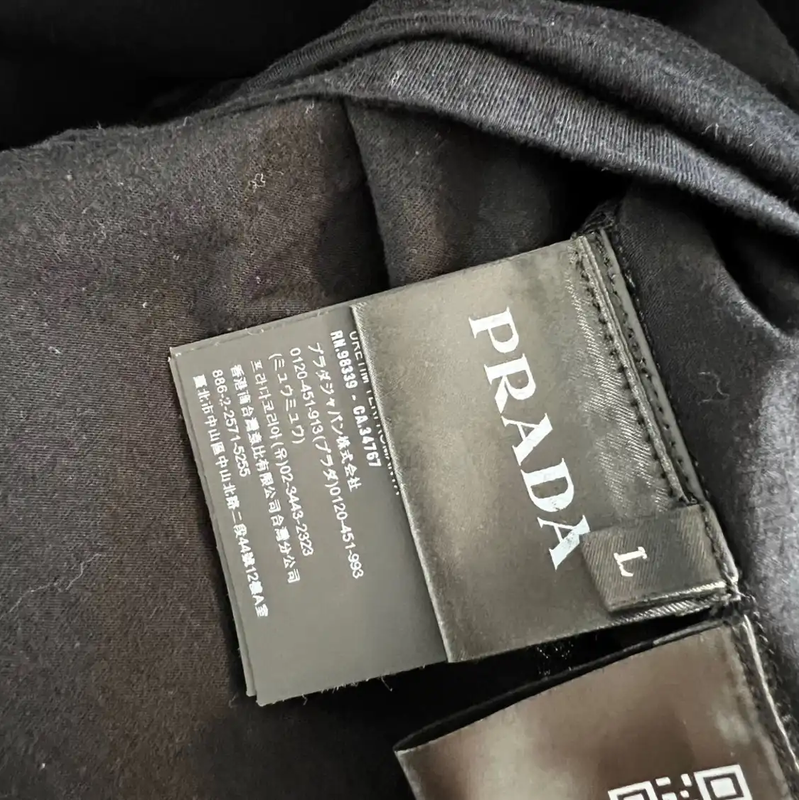 PRADA
L
RN.98339 - CA.34767
プラダジャパン株式会社
0120-451-913(プラダ)0120-451-993
(ミュウミュウ)
프라다코리아(유)02-3443-2323
香港商台灣
比有限公司台灣分公司
886-2-2571-5255
臺北市中山區中山北路二段44號12樓A室